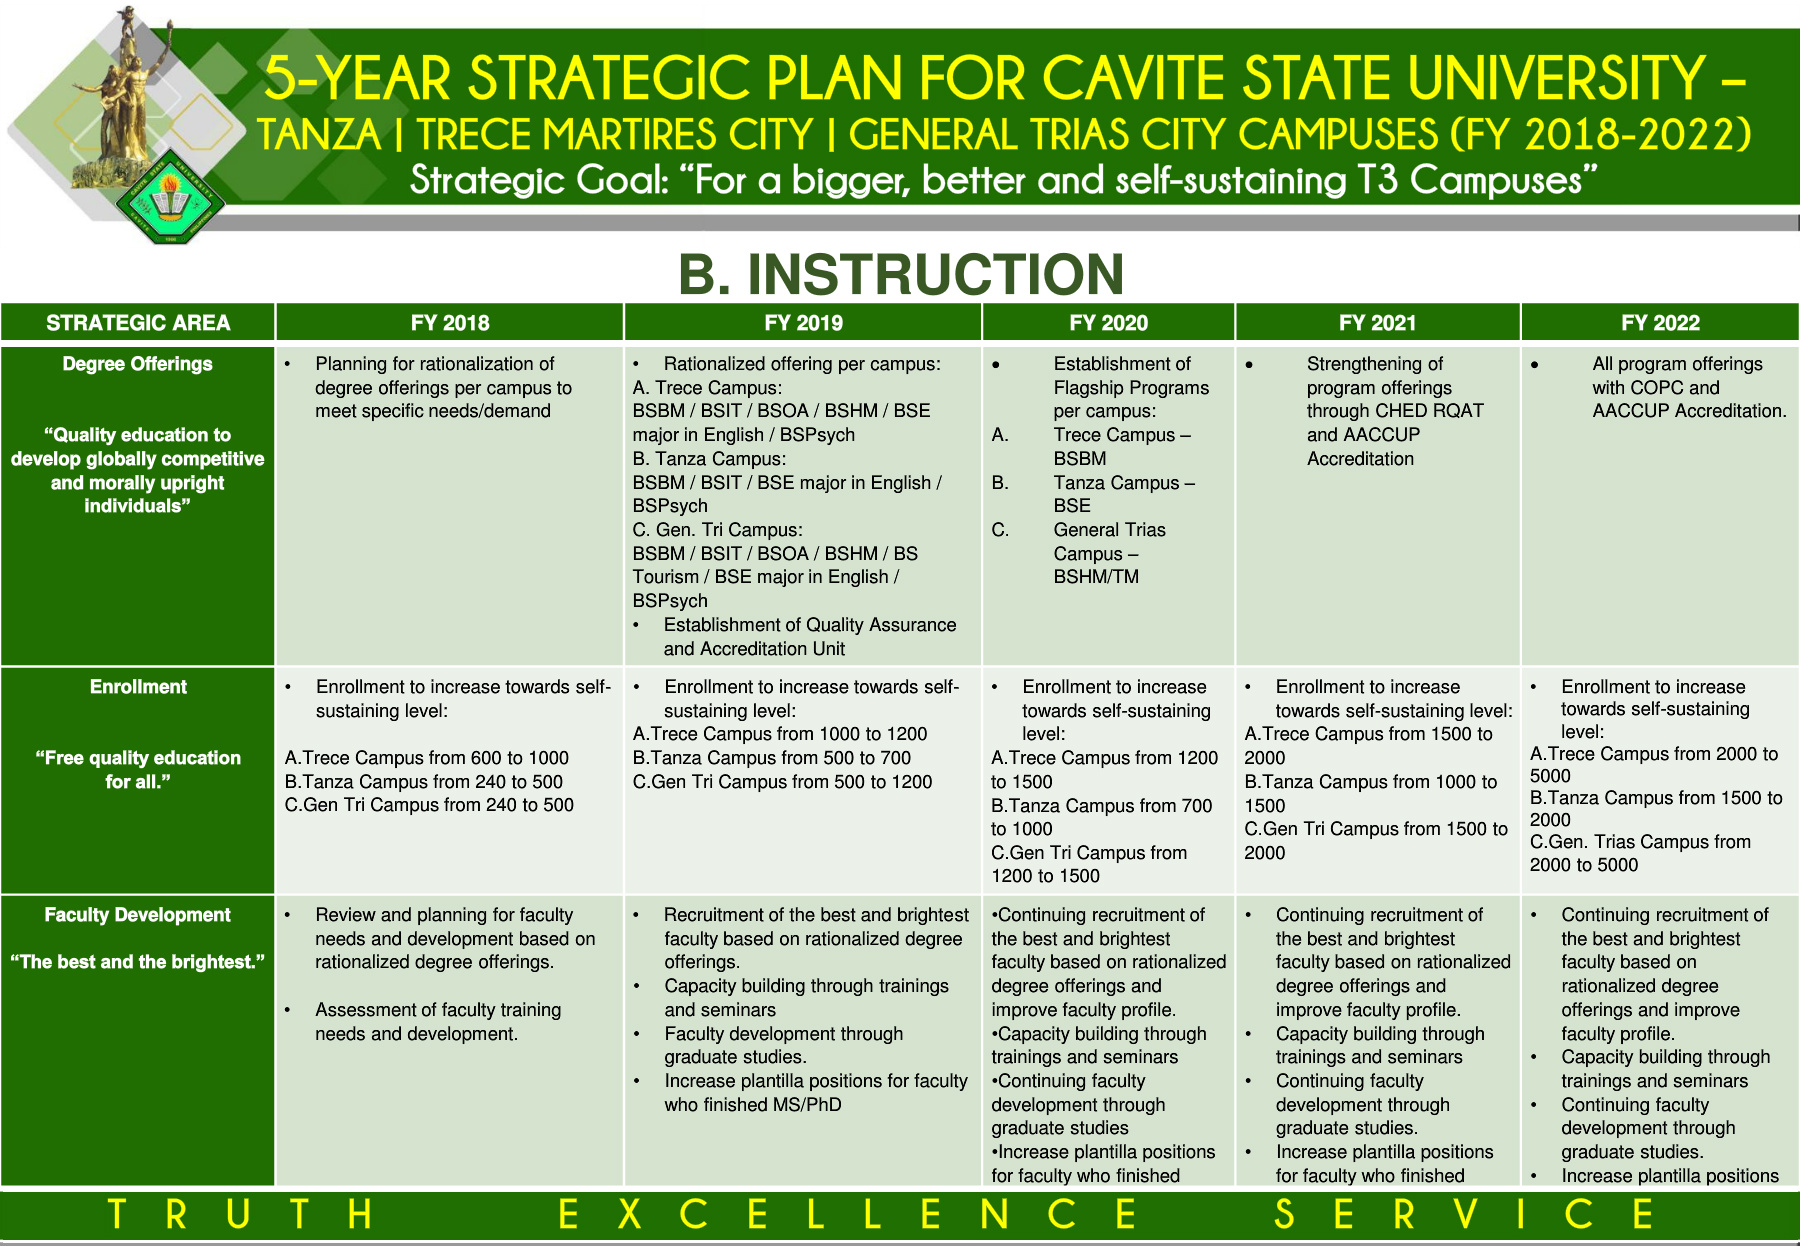 5-YEAR STRATEGIC PLAN FOR CAVITE STATE UNIVERSITY –
TANZA | TRECE MARTIRES CITY | GENERAL TRIAS CITY CAMPUSES (FY 2018-2022)
Strategic Goal: “For a bigger, better and self-sustaining T3 Campuses”
CAVITE STATE UNIVERSITY
CAVITE
1906
PHILIPPINES
B. INSTRUCTION
STRATEGIC AREA
FY 2018
FY 2019
FY 2020
FY 2021
FY 2022
Degree Offerings
“Quality education to
develop globally competitive
and morally upright
individuals”
• Planning for rationalization of
degree offerings per campus to
meet specific needs/demand
• Rationalized offering per campus:
A. Trece Campus:
BSBM / BSIT / BSOA / BSHM / BSE
major in English / BSPsych
B. Tanza Campus:
BSBM / BSIT / BSE major in English /
BSPsych
C. Gen. Tri Campus:
BSBM / BSIT / BSOA / BSHM / BS
Tourism / BSE major in English /
BSPsych
• Establishment of Quality Assurance
and Accreditation Unit
• Establishment of
Flagship Programs
per campus:
A. Trece Campus –
BSBM
B. Tanza Campus –
BSE
C. General Trias
Campus –
BSHM/TM
• Strengthening of
program offerings
through CHED RQAT
and AACCUP
Accreditation
• All program offerings
with COPC and
AACCUP Accreditation.
Enrollment
“Free quality education
for all.”
• Enrollment to increase towards self-
sustaining level:
A.Trece Campus from 600 to 1000
B.Tanza Campus from 240 to 500
C.Gen Tri Campus from 240 to 500
• Enrollment to increase towards self-
sustaining level:
A.Trece Campus from 1000 to 1200
B.Tanza Campus from 500 to 700
C.Gen Tri Campus from 500 to 1200
• Enrollment to increase
towards self-sustaining
level:
A.Trece Campus from 1200
to 1500
B.Tanza Campus from 700
to 1000
C.Gen Tri Campus from
1200 to 1500
• Enrollment to increase
towards self-sustaining level:
A.Trece Campus from 1500 to
2000
B.Tanza Campus from 1000 to
1500
C.Gen Tri Campus from 1500 to
2000
• Enrollment to increase
towards self-sustaining
level:
A.Trece Campus from 2000 to
5000
B.Tanza Campus from 1500 to
2000
C.Gen. Trias Campus from
2000 to 5000
Faculty Development
“The best and the brightest.”
• Review and planning for faculty
needs and development based on
rationalized degree offerings.
• Assessment of faculty training
needs and development.
• Recruitment of the best and brightest
faculty based on rationalized degree
offerings.
• Capacity building through trainings
and seminars
• Faculty development through
graduate studies.
• Increase plantilla positions for faculty
who finished MS/PhD
•Continuing recruitment of
the best and brightest
faculty based on rationalized
degree offerings and
improve faculty profile.
•Capacity building through
trainings and seminars
•Continuing faculty
development through
graduate studies
•Increase plantilla positions
for faculty who finished
• Continuing recruitment of
the best and brightest
faculty based on rationalized
degree offerings and
improve faculty profile.
• Capacity building through
trainings and seminars
• Continuing faculty
development through
graduate studies.
• Increase plantilla positions
for faculty who finished
• Continuing recruitment of
the best and brightest
faculty based on
rationalized degree
offerings and improve
faculty profile.
• Capacity building through
trainings and seminars
• Continuing faculty
development through
graduate studies.
• Increase plantilla positions
TRUTH EXCELLENCE SERVICE